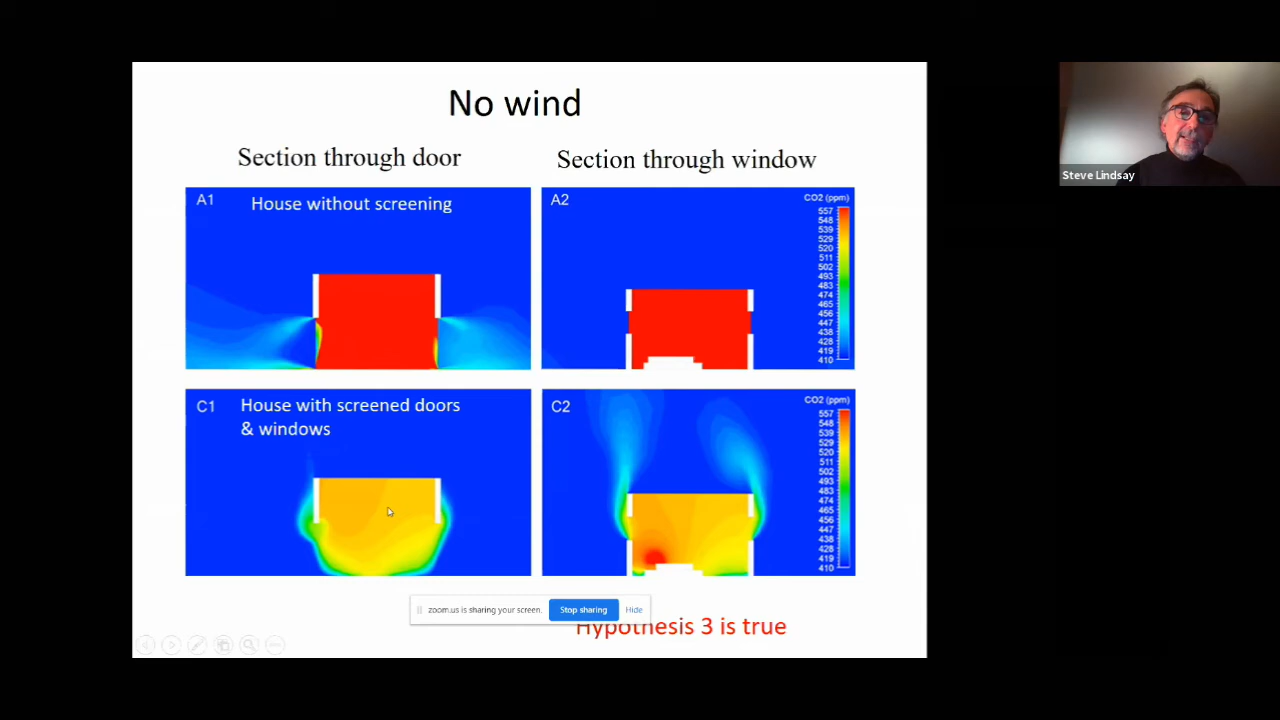 No wind
Section through door
Section through window
A1
House without screening
A2
CO2 (ppm)
557
548
539
529
520
511
502
493
483
474
465
456
447
438
428
419
410
C1
House with screened doors
& windows
C2
CO2 (ppm)
557
548
539
529
520
511
502
493
483
474
465
456
447
438
428
419
410
zoom.us is sharing your screen.
Stop sharing
Hide
Hypothesis 3 is true
Steve Lindsay